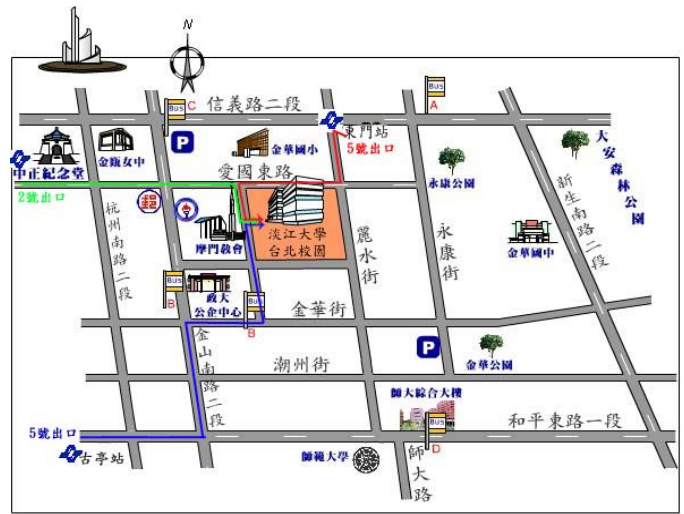 N
Bus
A
Bus
C
信義路二段
東門站
5號出口
中正紀念堂
金甌女中
P
金華國小
愛國東路
永康公園
大安森林公園
2號出口
郵
杭州南路二段
摩門教會
淡江大學
台北校園
麗水街
永康街
金華國中
新生南路二段
Bus
B
政大
公企中心
Bus
B
金華街
金山南路二段
潮州街
P
金華公園
師大綜合大樓
5號出口
古亭站
師範大學
Bus
D
和平東路一段
師大路